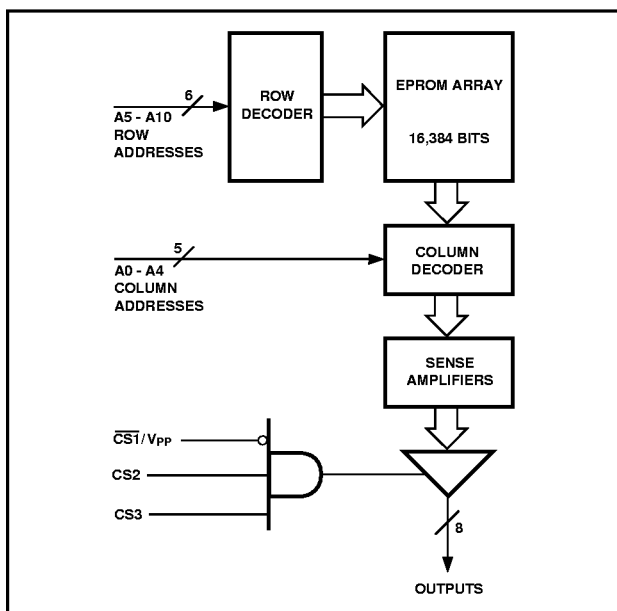 6
A5 - A10
ROW
ADDRESSES
ROW
DECODER
EPROM ARRAY
16,384 BITS
5
A0 - A4
COLUMN
ADDRESSES
COLUMN
DECODER
SENSE
AMPLIFIERS
C̅S̅1̅/VPP
CS2
CS3
8
OUTPUTS